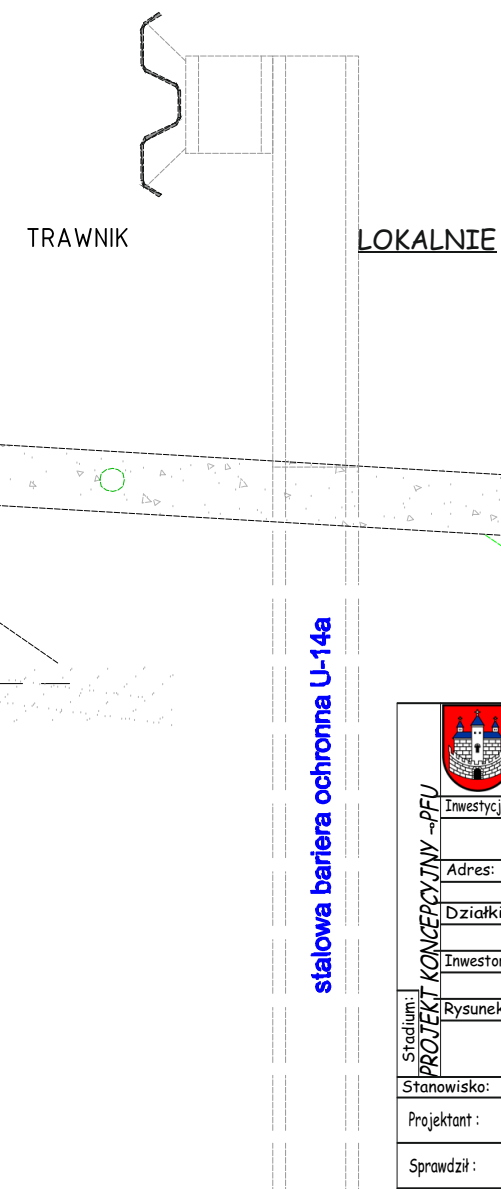 TRAWNIK
LOKALNIE
stalowa bariera ochronna U-14a
Stadium:
PROJEKT KONCEPCYJNY -PFU
Inwestycj
Adres:
Działki
Inwestor
Rysunek
Stanowisko:
Projektant :
Sprawdził :